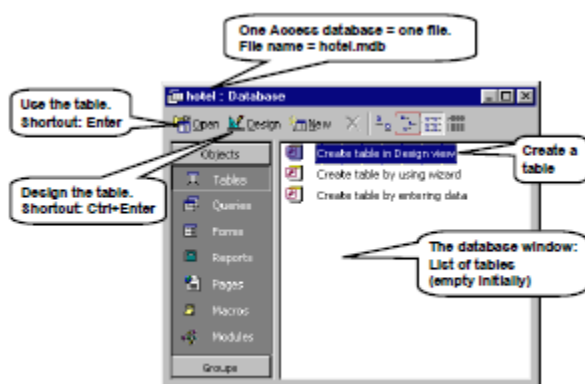 One Access database = one file.
File name = hotel.mdb
hotel : Database
Use the table.
Shortcut: Enter
Open Design New
Objects
Create table in Design view
Create a
table
Create table by using wizard
Create table by entering data
Design the table.
Shortcut: Ctrl+Enter
Tables
Queries
Forms
Reports
Pages
Macros
Modules
Groups
The database window:
List of tables
(empty initially)